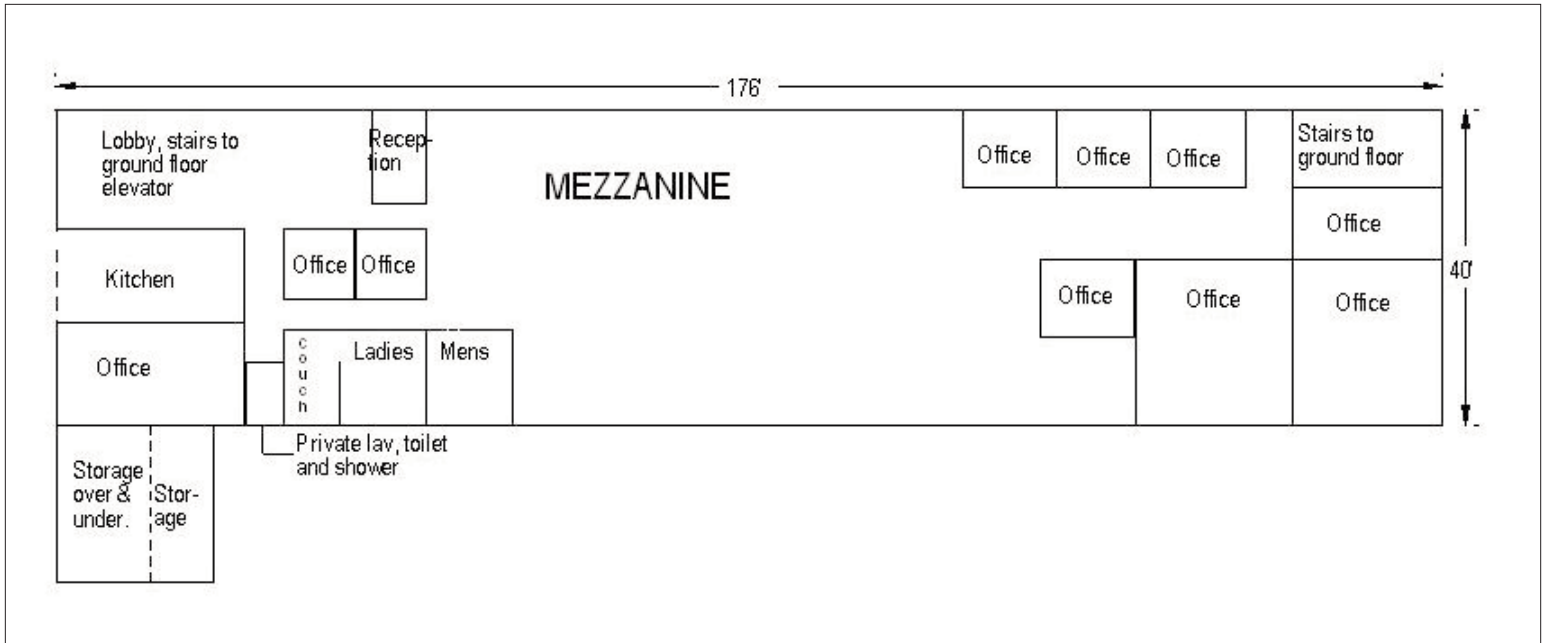 176'
Lobby, stairs to
ground floor
elevator
Recep-
tion
MEZZANINE
Office
Office
Office
Stairs to
ground floor
Office
40'
Kitchen
Office
Office
Office
Office
Office
Office
couch
Ladies
Mens
Private lav, toilet
and shower
Storage
over &
under.
Stor-
age